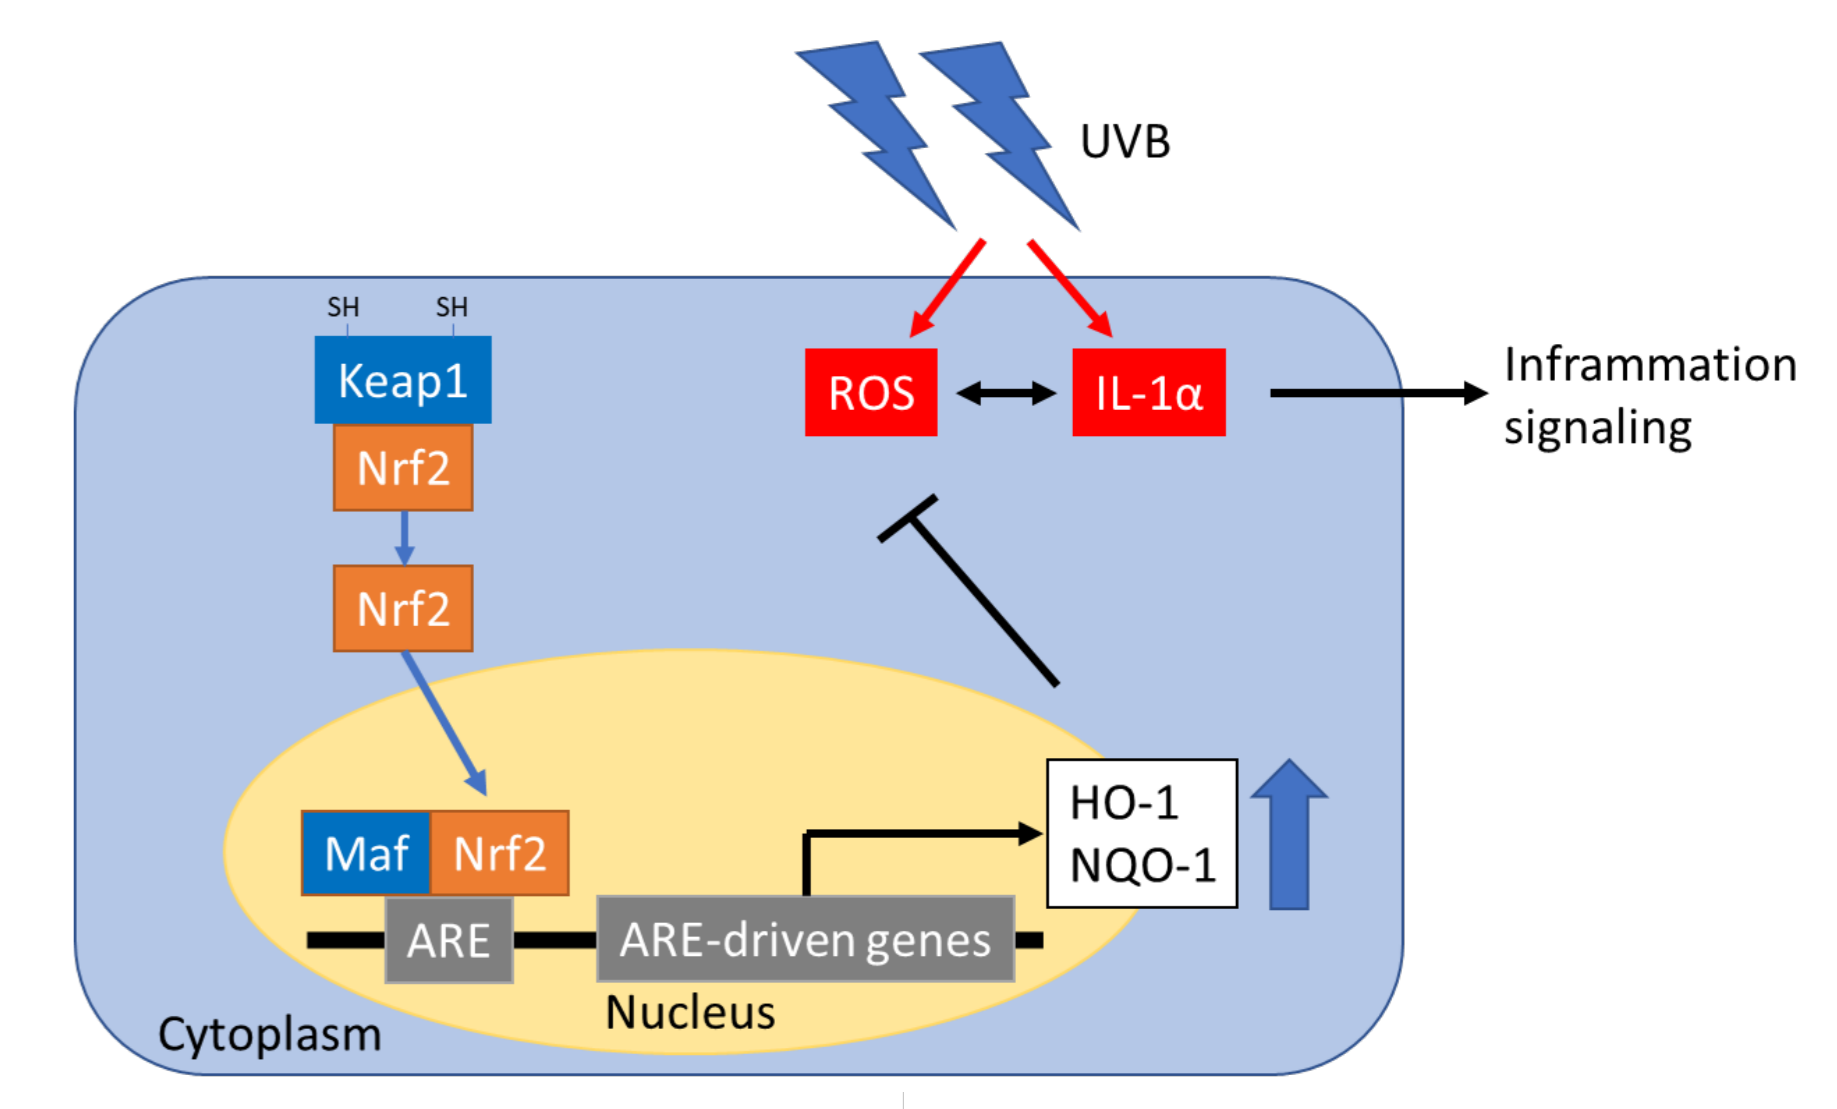 UVB
SH SH
Keap1
Nrf2
ROS
IL-1α
Inframmation
signaling
Nrf2
Maf Nrf2
HO-1
NQO-1
ARE
ARE-driven genes
Nucleus
Cytoplasm